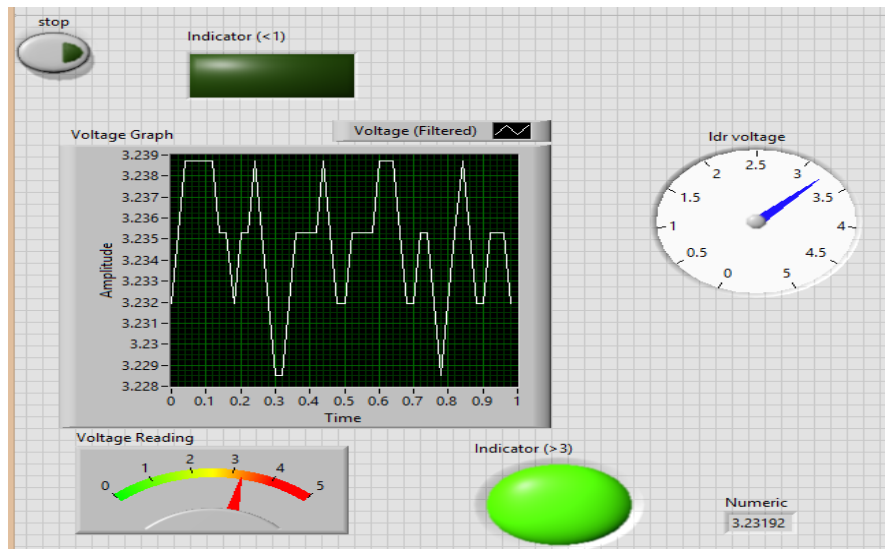 stop
Indicator (<1)
Voltage Graph
Voltage (Filtered)
3.239
3.238
3.237
3.236
3.235
3.234
3.233
3.232
3.231
3.23
3.229
3.228
Amplitude
0 0.1 0.2 0.3 0.4 0.5 0.6 0.7 0.8 0.9 1
Time
ldr voltage
0 0.5 1 1.5 2 2.5 3 3.5 4 4.5 5
Voltage Reading
0 1 2 3 4 5
Indicator (>3)
Numeric
3.23192